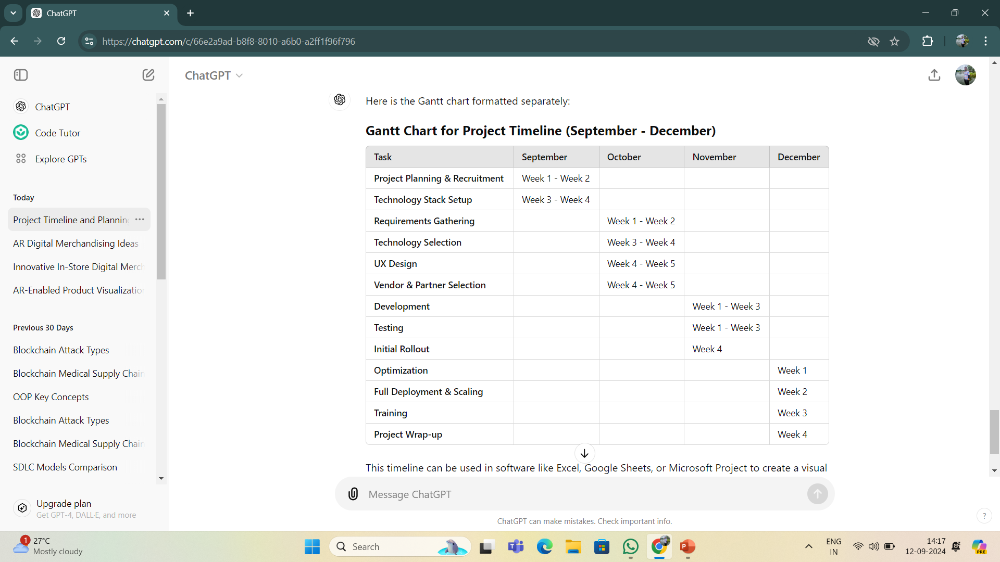 ChatGPT
https://chatgpt.com/c/66e2a9ad-b8f8-8010-a6b0-a2ff1f96f796
ChatGPT
Code Tutor
Explore GPTs
Today
Project Timeline and Planning
AR Digital Merchandising Ideas
Innovative In-Store Digital Merch
AR-Enabled Product Visualization
Previous 30 Days
Blockchain Attack Types
Blockchain Medical Supply Chain
OOP Key Concepts
Blockchain Attack Types
Blockchain Medical Supply Chain
SDLC Models Comparison
Upgrade plan
Get GPT-4, DALL·E, and more
ChatGPT
Here is the Gantt chart formatted separately:
Gantt Chart for Project Timeline (September - December)
Task September October November December
Project Planning & Recruitment Week 1 - Week 2
Technology Stack Setup Week 3 - Week 4
Requirements Gathering Week 1 - Week 2
Technology Selection Week 3 - Week 4
UX Design Week 4 - Week 5
Vendor & Partner Selection Week 4 - Week 5
Development Week 1 - Week 3
Testing Week 1 - Week 3
Initial Rollout Week 4
Optimization Week 1
Full Deployment & Scaling Week 2
Training Week 3
Project Wrap-up Week 4
This timeline can be used in software like Excel, Google Sheets, or Microsoft Project to create a visual
Message ChatGPT
ChatGPT can make mistakes. Check important info.
?
1
27°C
Mostly cloudy
Search
ENG
IN
14:17
12-09-2024
PRE